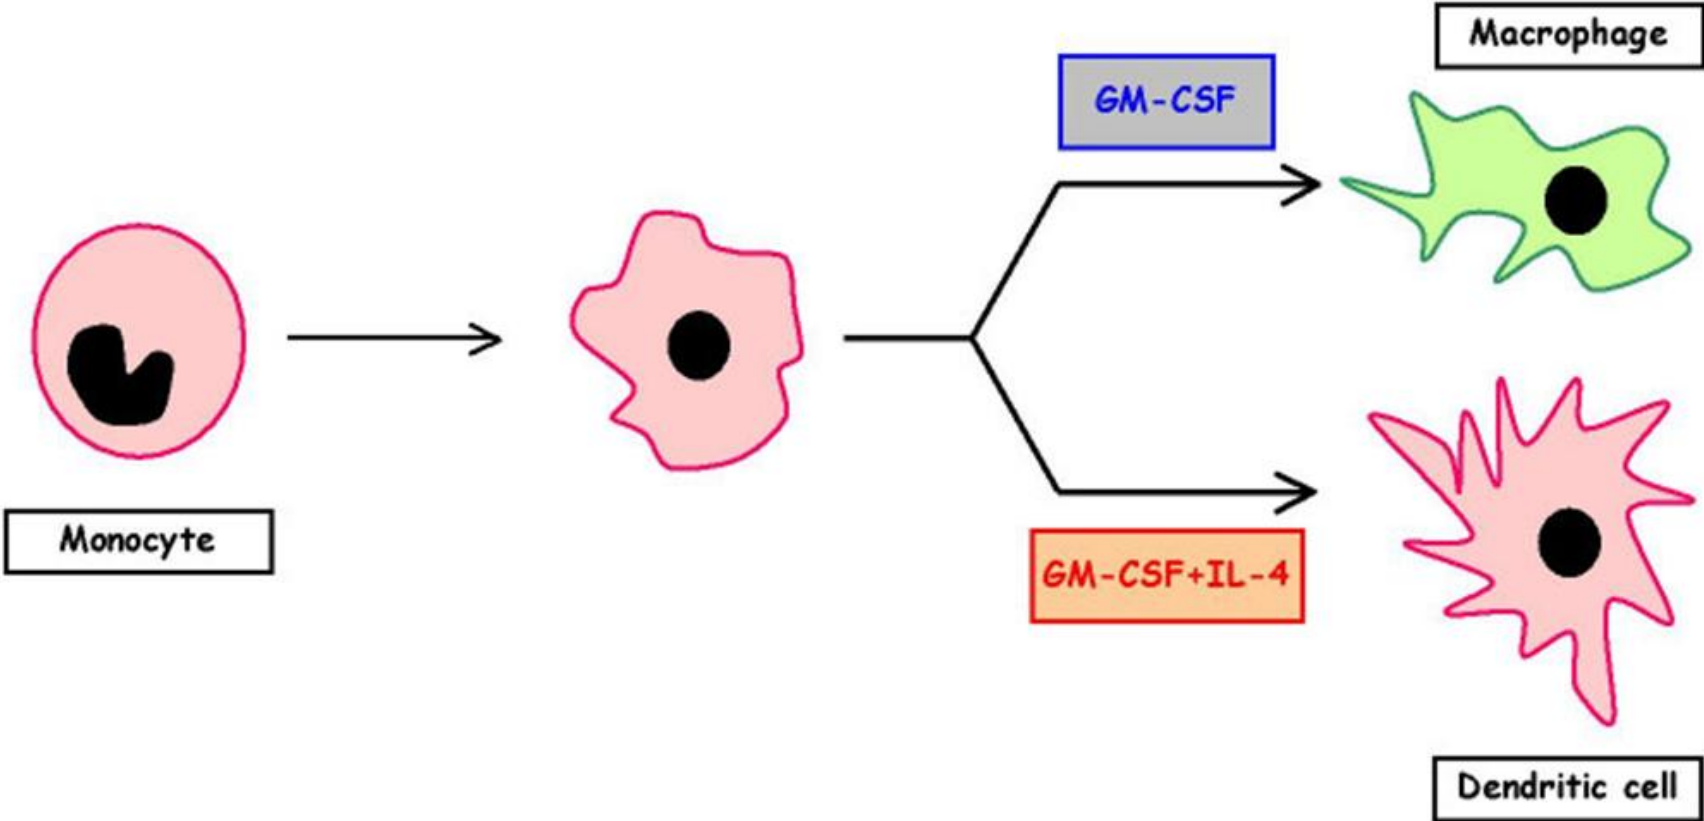 Macrophage
GM-CSF
Monocyte
GM-CSF+IL-4
Dendritic cell